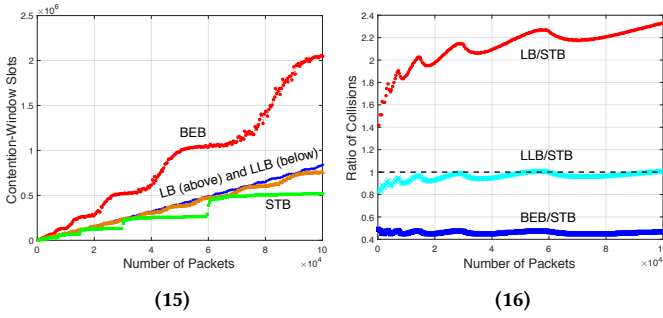 ×10⁶
2.5
2
1.5
1
0.5
0
Contention-Window Slots
BEB
LB (above) and LLB (below)
STB
0 2 4 6 8 10
×10⁴
Number of Packets
(15)
2.4
2.2
2
1.8
1.6
1.4
1.2
1
0.8
0.6
0.4
Ratio of Collisions
LB/STB
LLB/STB
BEB/STB
0 2 4 6 8 10
×10⁴
Number of Packets
(16)